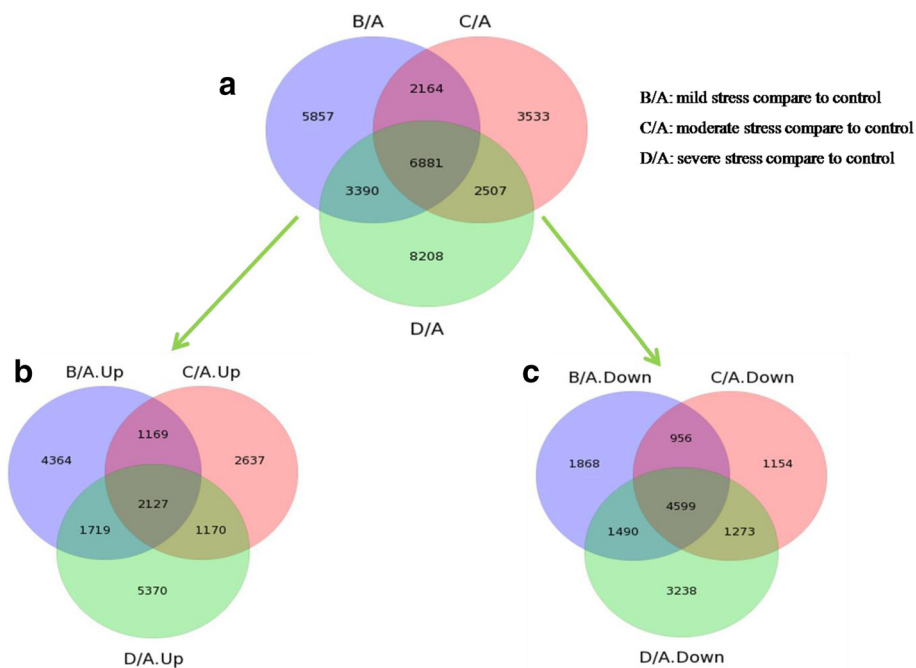 B/A C/A
a
2164
5857
3533
6881
3390
2507
8208
D/A
B/A: mild stress compare to control
C/A: moderate stress compare to control
D/A: severe stress compare to control
b
B/A.Up C/A.Up
1169
4364
2637
2127
1719
1170
5370
D/A.Up
c
B/A.Down C/A.Down
956
1868
1154
4599
1490
1273
3238
D/A.Down